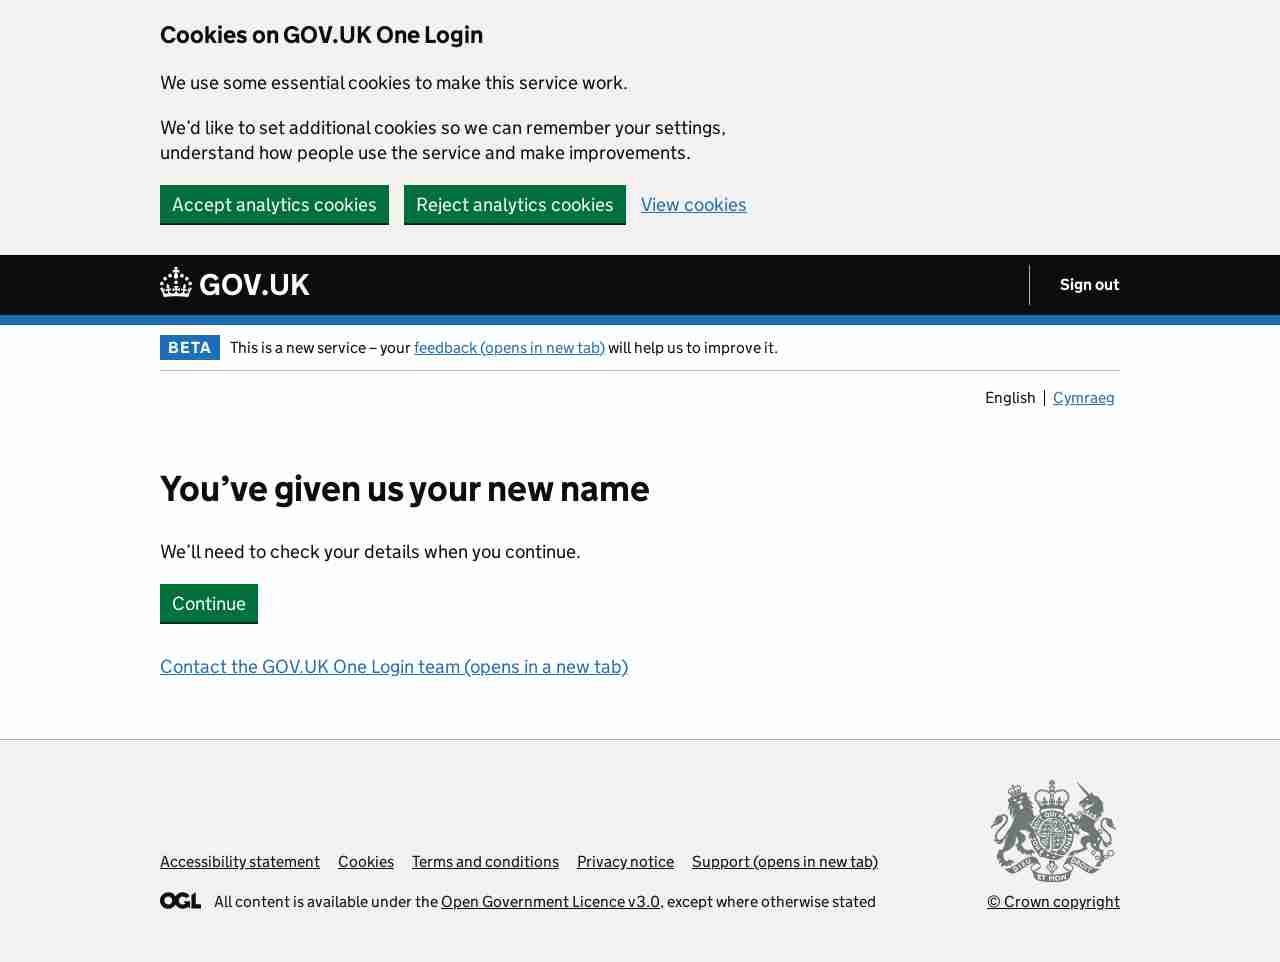 Cookies on GOV.UK One Login
We use some essential cookies to make this service work.
We’d like to set additional cookies so we can remember your settings,
understand how people use the service and make improvements.
Accept analytics cookies Reject analytics cookies View cookies
GOV.UK Sign out
BETA This is a new service – your feedback (opens in new tab) will help us to improve it.
English Cymraeg
You’ve given us your new name
We’ll need to check your details when you continue.
Continue
Contact the GOV.UK One Login team (opens in a new tab)
Accessibility statement Cookies Terms and conditions Privacy notice Support (opens in new tab)
OGL All content is available under the Open Government Licence v3.0, except where otherwise stated
© Crown copyright